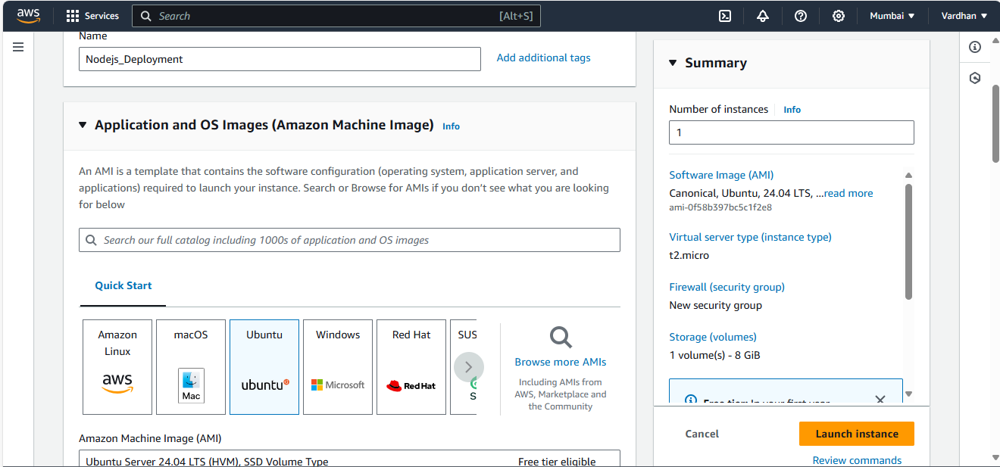 aws Services Search [Alt+S] Mumbai Vardhan
Name
Nodejs_Deployment
Add additional tags
Application and OS Images (Amazon Machine Image) Info
An AMI is a template that contains the software configuration (operating system, application server, and
applications) required to launch your instance. Search or Browse for AMIs if you don't see what you are looking
for below
Search our full catalog including 1000s of application and OS images
Quick Start
Amazon
Linux
aws
macOS
Mac
Ubuntu
ubuntu
Windows
Microsoft
Red Hat
Red Hat
SUS
S
Browse more AMIs
Including AMIs from
AWS, Marketplace and
the Community
Amazon Machine Image (AMI)
Ubuntu Server 24.04 LTS (HVM), SSD Volume Type Free tier eligible
Summary
Number of instances Info
1
Software Image (AMI)
Canonical, Ubuntu, 24.04 LTS, ...read more
ami-0f58b397bc5c1f2e8
Virtual server type (instance type)
t2.micro
Firewall (security group)
New security group
Storage (volumes)
1 volume(s) - 8 GiB
Free tier: In your first year
Cancel
Launch instance
Review commands